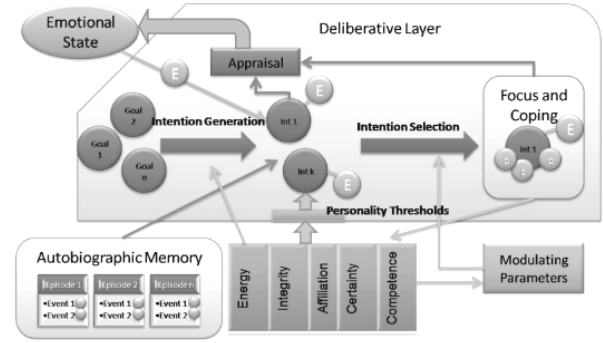 Emotional
State
Deliberative Layer
Appraisal
E
E
Focus and
Coping
Goal
2
Intention Generation
Int 1
Intention Selection
E
Int 1
Goal
1
Goal
n
Int k
E
Personality Thresholds
Autobiographic Memory
Episode 1
Episode 2
Episode n
•Event 1
•Event 2
•Event 1
•Event 2
•Event 1
•Event 2
Energy
Integrity
Affiliation
Certainty
Competence
Modulating
Parameters